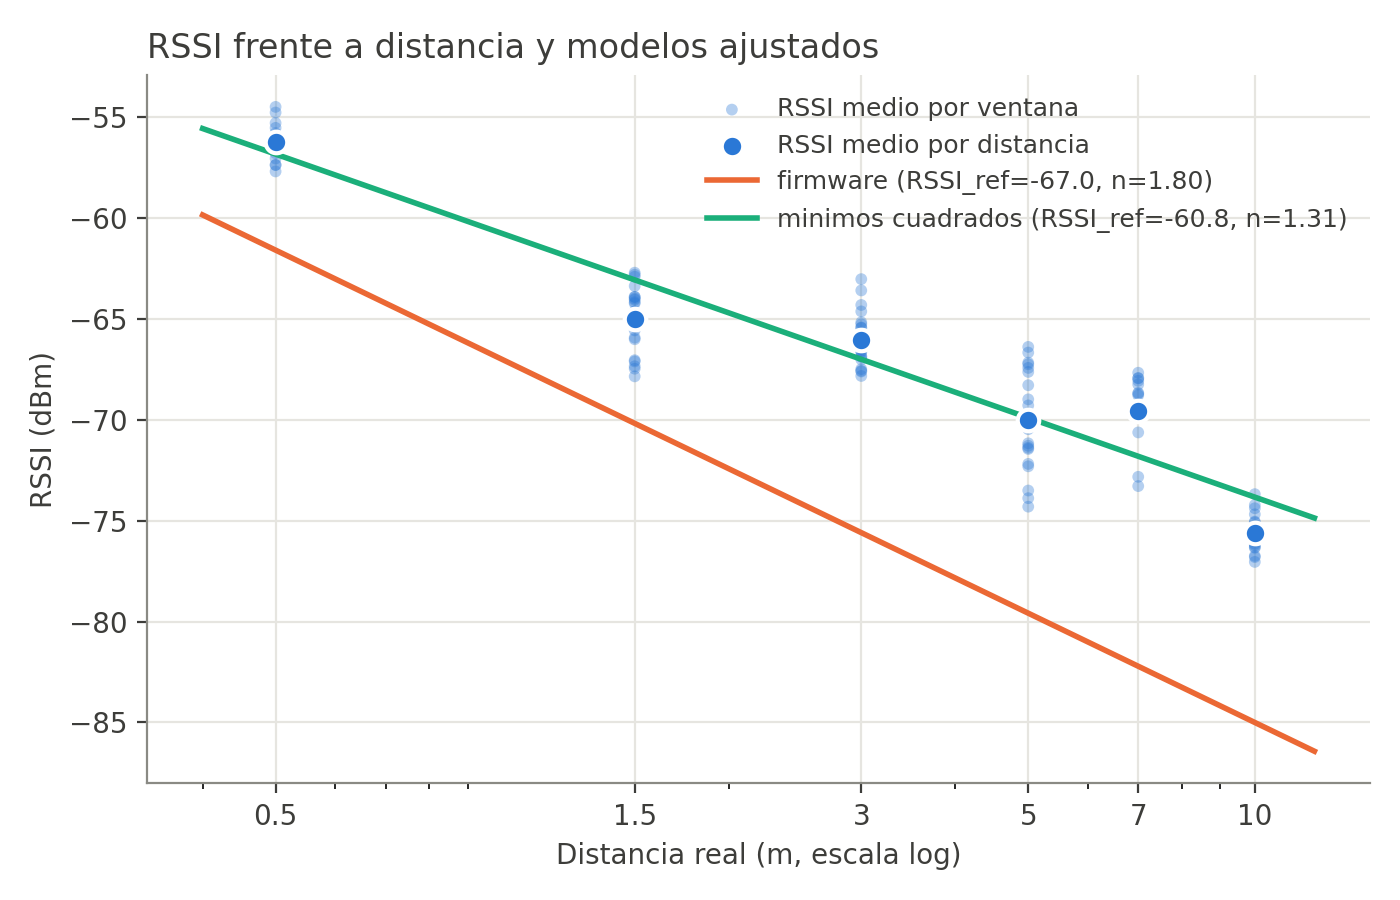 RSSI frente a distancia y modelos ajustados
RSSI medio por ventana
RSSI medio por distancia
firmware (RSSI_ref=-67.0, n=1.80)
minimos cuadrados (RSSI_ref=-60.8, n=1.31)
RSSI (dBm)
−55
−60
−65
−70
−75
−80
−85
0.5
1.5
3
5
7
10
Distancia real (m, escala log)